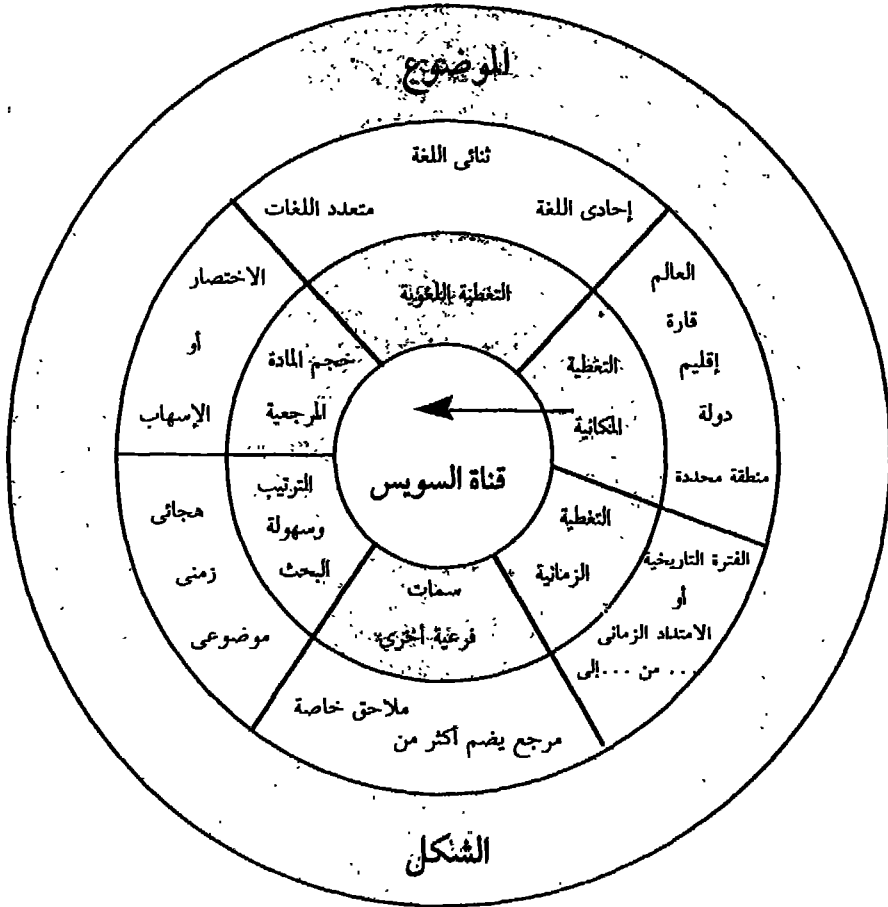 الموضوع
ثنائى اللغة
إحادى اللغة
متعدد اللغات
التغطية اللغوية
العالم
قارة
إقليم
دولة
منطقة محددة
التغطية
المكانية
الفترة التاريخية
أو
الامتداد الزمانى
... من ... إلى
التغطية
الزمانية
سمات
فرعية أخري
ملاحق خاصة
مرجع يضم أكثر من
هجائى
زمنى
موضوعى
الترتيب
وسهولة
البحث
الاختصار
أو
الإسهاب
حجم المادة
المرجعية
قناة السويس
الشكل